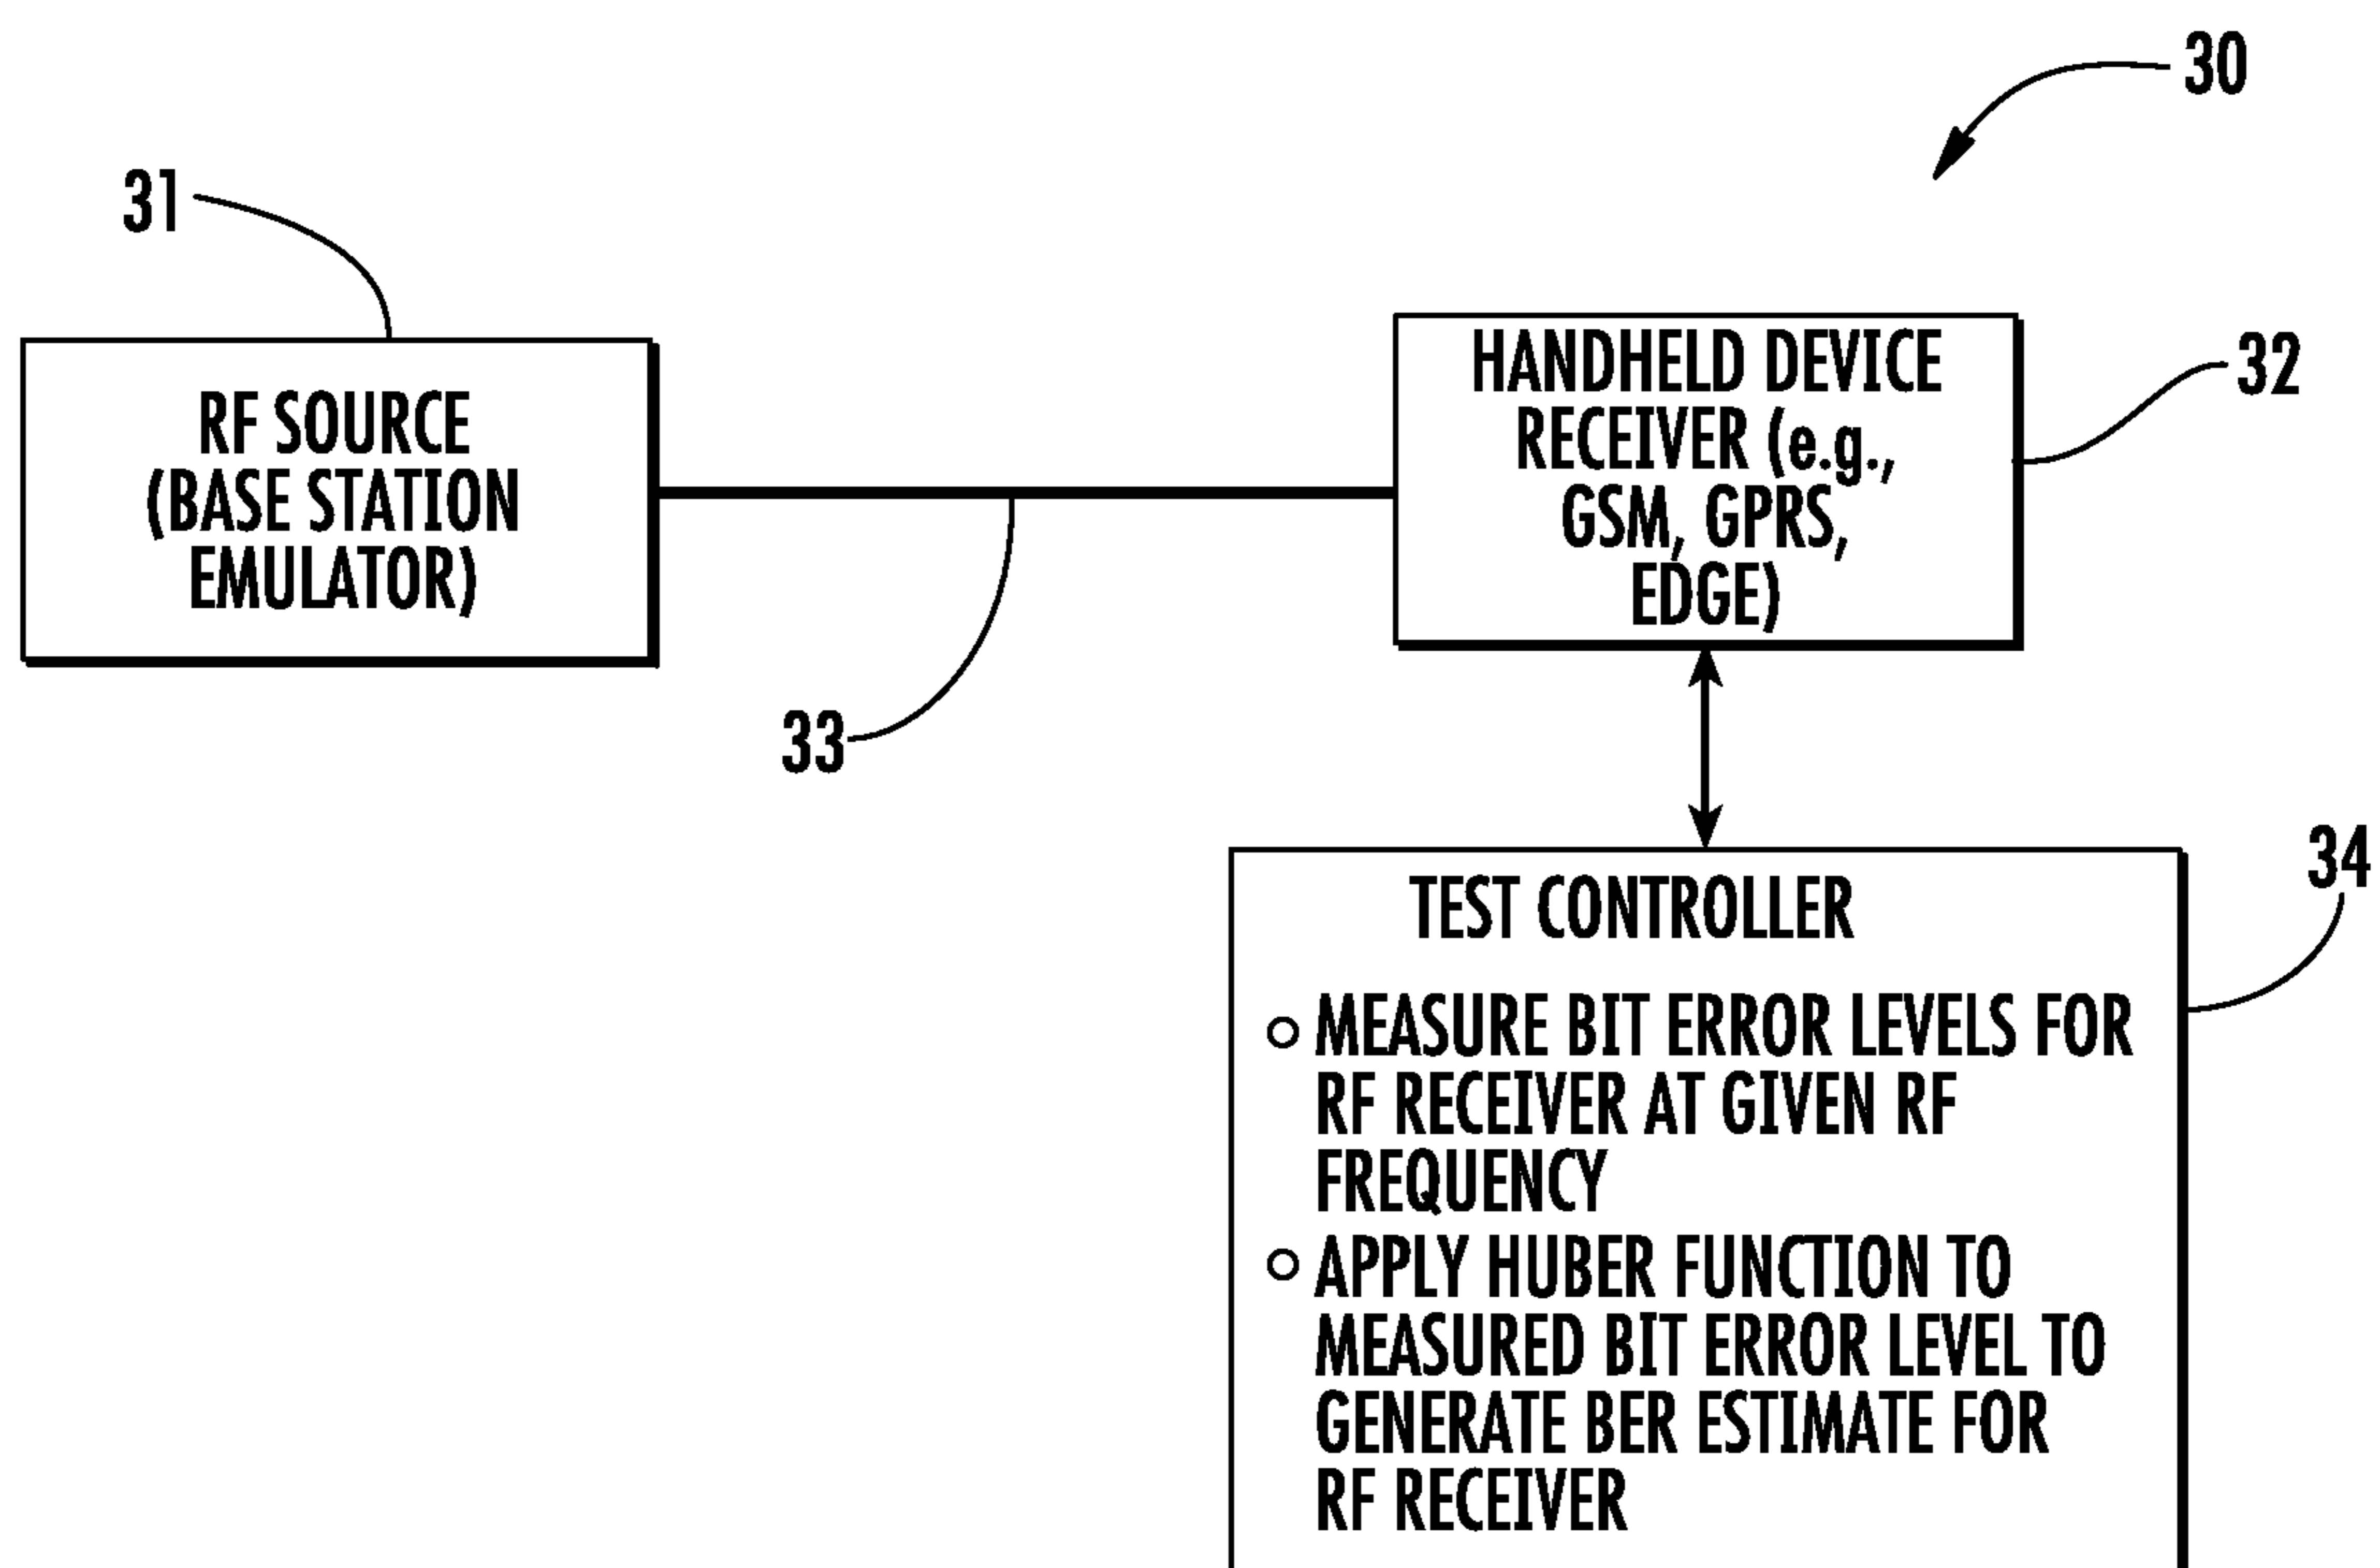 30
31
RF SOURCE
(BASE STATION
EMULATOR)
HANDHELD DEVICE
RECEIVER (e.g.,
GSM, GPRS,
EDGE)
32
33
34
TEST CONTROLLER
○ MEASURE BIT ERROR LEVELS FOR
RF RECEIVER AT GIVEN RF
FREQUENCY
○ APPLY HUBER FUNCTION TO
MEASURED BIT ERROR LEVEL TO
GENERATE BER ESTIMATE FOR
RF RECEIVER